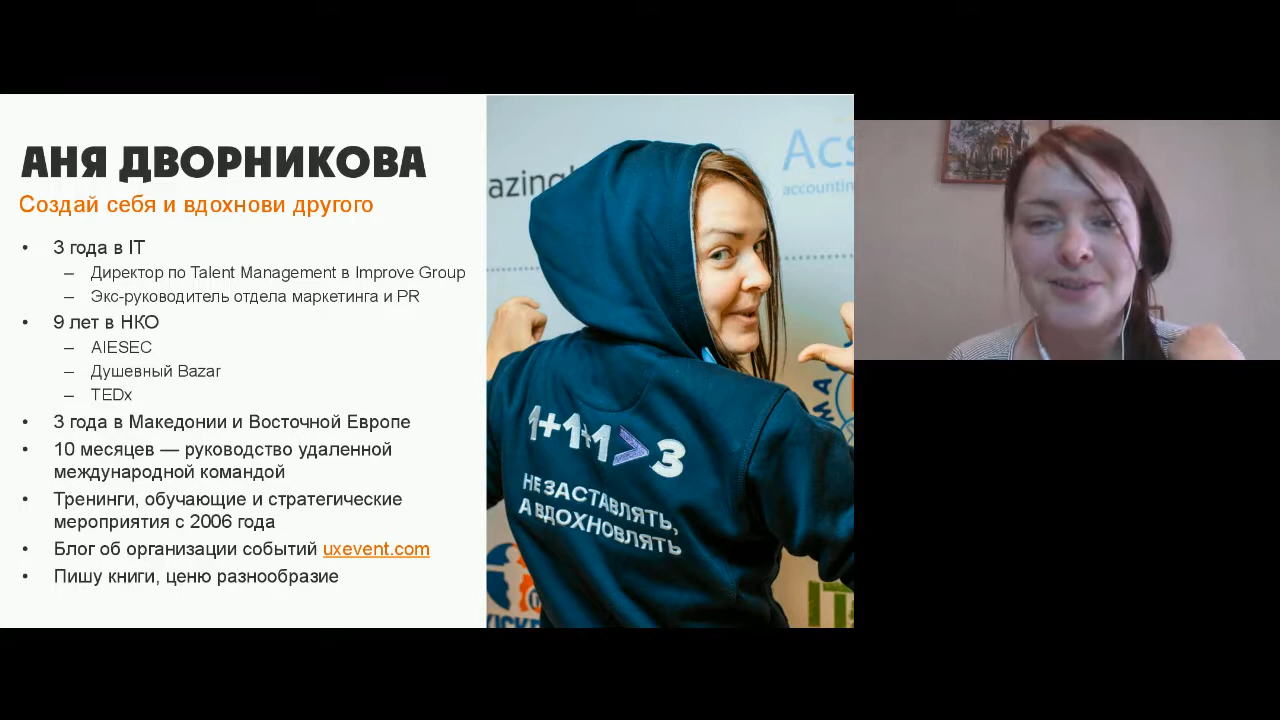 АНЯ ДВОРНИКОВА
Создай себя и вдохнови другого
• 3 года в IT
– Директор по Talent Management в Improve Group
– Экс-руководитель отдела маркетинга и PR
• 9 лет в НКО
– AIESEC
– Душевный Bazar
– TEDx
• 3 года в Македонии и Восточной Европе
• 10 месяцев — руководство удаленной
международной командой
• Тренинги, обучающие и стратегические
мероприятия с 2006 года
• Блог об организации событий uxevent.com
• Пишу книги, ценю разнообразие
Acs
accountin
1+1+1>3
НЕ ЗАСТАВЛЯТЬ,
А ВДОХНОВЛЯТЬ